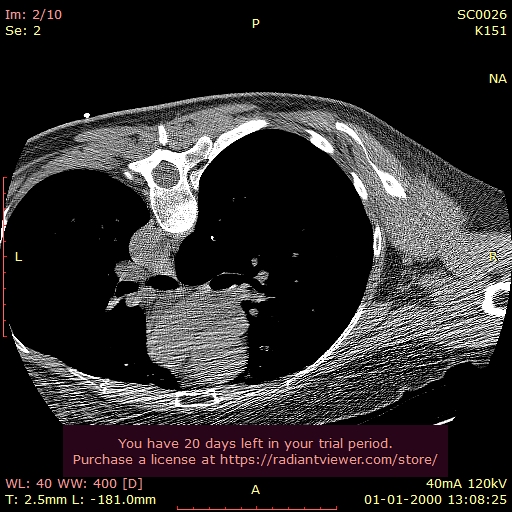 Im: 2/10
Se: 2
P
SC0026
K151
NA
L
R
You have 20 days left in your trial period.
Purchase a license at https://radiantviewer.com/store/
WL: 40 WW: 400 [D]
T: 2.5mm L: -181.0mm
A
40mA 120kV
01-01-2000 13:08:25